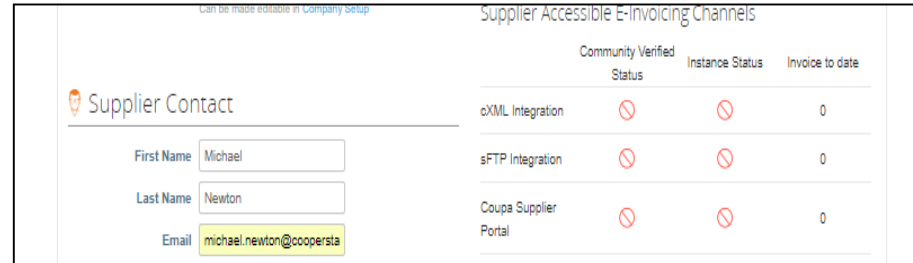 Can be made editable in Company Setup
Supplier Contact
First Name Michael
Last Name Newton
Email michael.newton@coopersta
Supplier Accessible E-Invoicing Channels
Community Verified Status Instance Status Invoice to date
cXML Integration 0
sFTP Integration 0
Coupa Supplier Portal 0